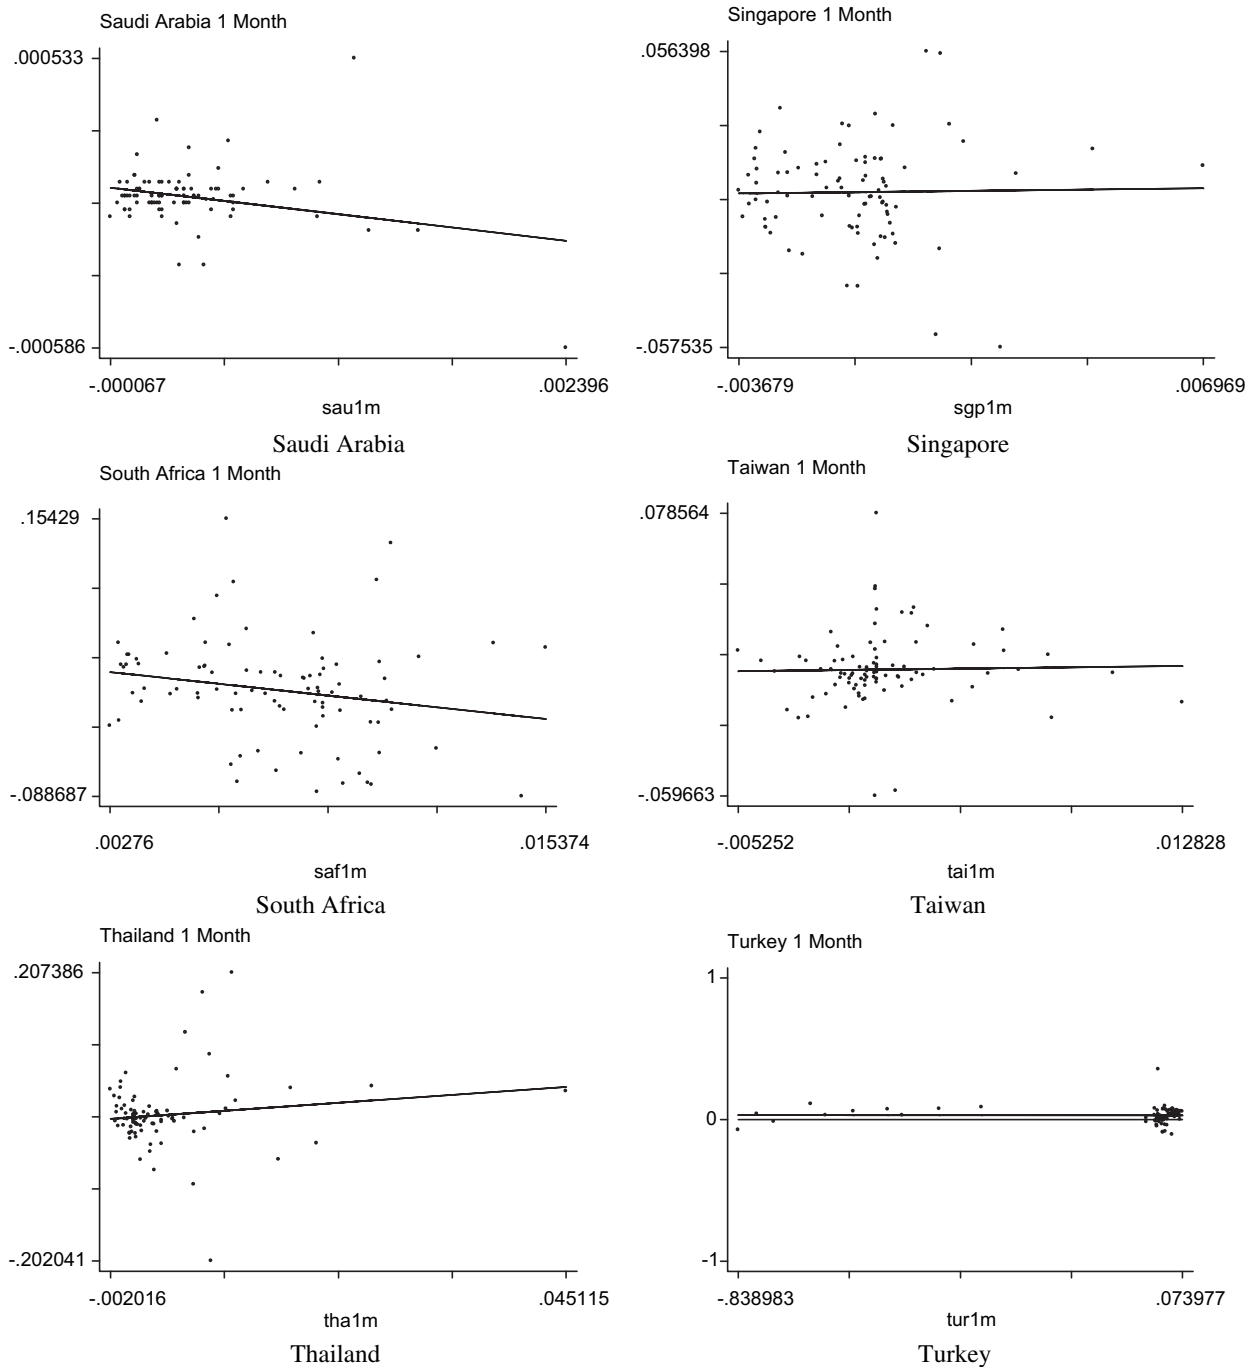 Saudi Arabia 1 Month
.000533
-.000586
-.000067
.002396
sau1m
Saudi Arabia
Singapore 1 Month
.056398
-.057535
-.003679
.006969
sgp1m
Singapore
South Africa 1 Month
.15429
-.088687
.00276
.015374
saf1m
South Africa
Taiwan 1 Month
.078564
-.059663
-.005252
.012828
tai1m
Taiwan
Thailand 1 Month
.207386
-.202041
-.002016
.045115
tha1m
Thailand
Turkey 1 Month
1
0
-1
-.838983
.073977
tur1m
Turkey